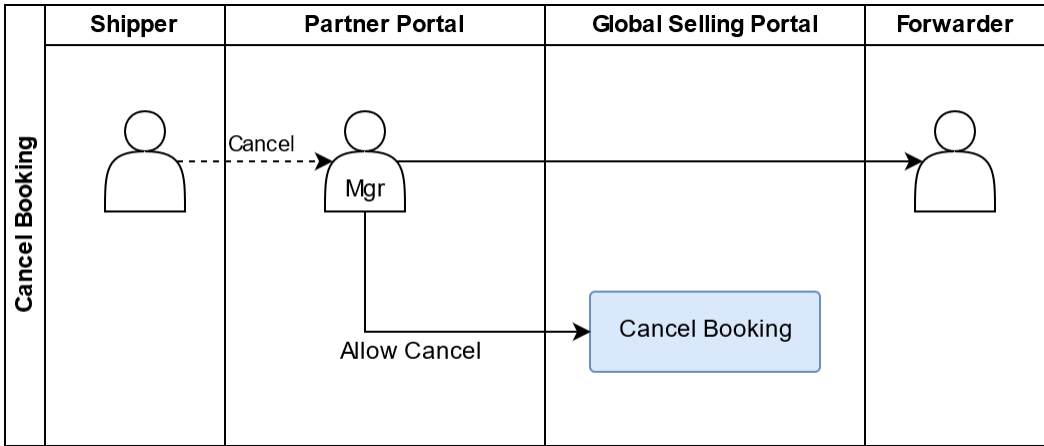 Shipper
Partner Portal
Global Selling Portal
Forwarder
Cancel Booking
Cancel
Mgr
Cancel Booking
Allow Cancel